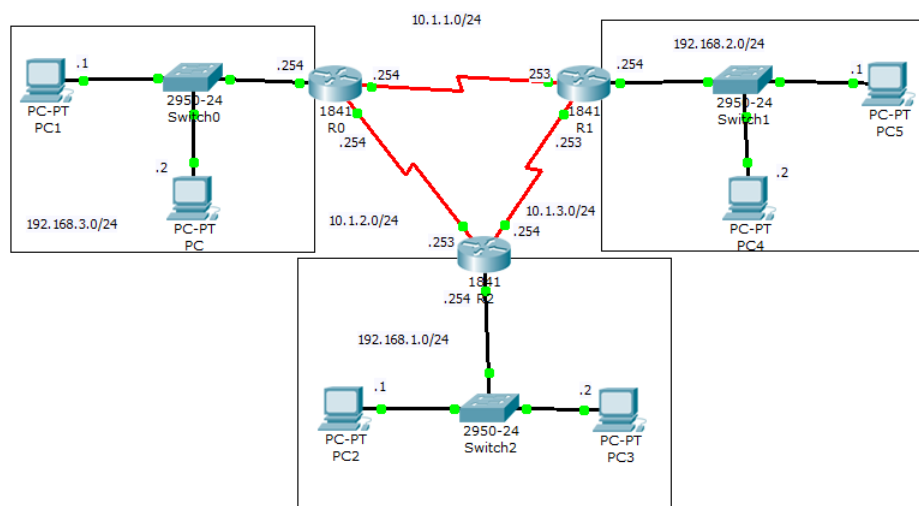 10.1.1.0/24
192.168.2.0/24
.1
.254
.254
253
.254
.1
PC-PT
PC1
2950-24
Switch0
1841
R0
.254
1841
R1
.253
2950-24
Switch1
PC-PT
PC5
.2
.2
192.168.3.0/24
PC-PT
PC
10.1.2.0/24
10.1.3.0/24
PC-PT
PC4
.253
.254
1841
R2
.254
192.168.1.0/24
.1
.2
PC-PT
PC2
2950-24
Switch2
PC-PT
PC3